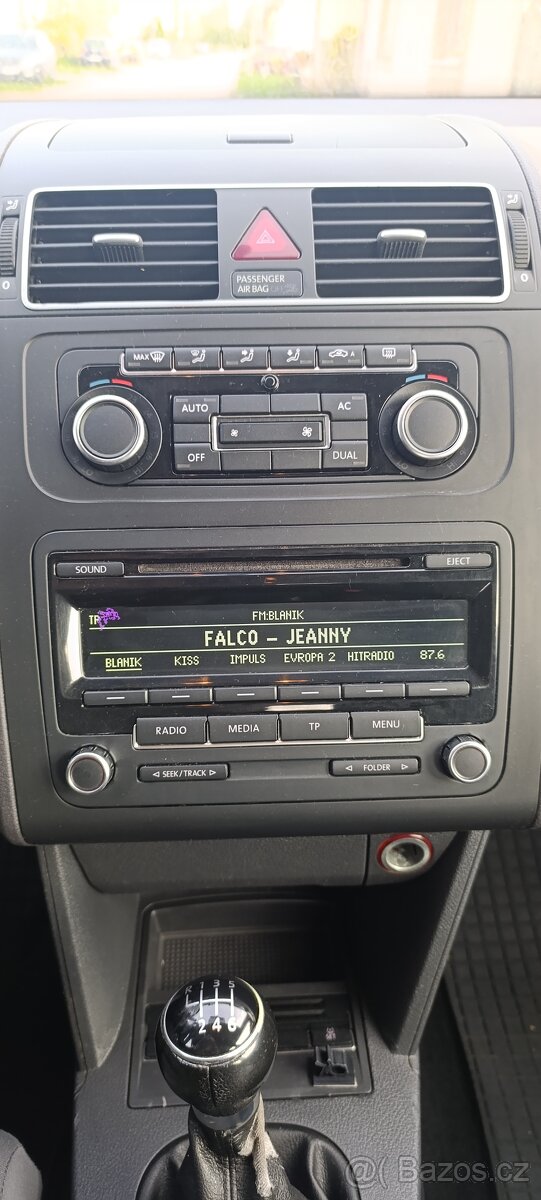 PASSENGER
AIR BAG
0
0
MAX
A
AUTO
AC
OFF
DUAL
SOUND
EJECT
TP
FM:BLANIK
FALCO – JEANNY
BLANIK KISS IMPULS EVROPA 2 HITRADIO 87.6
RADIO MEDIA TP MENU
SEEK/TRACK
FOLDER
R 1 3 5
2 4 6
@( Bazos.cz